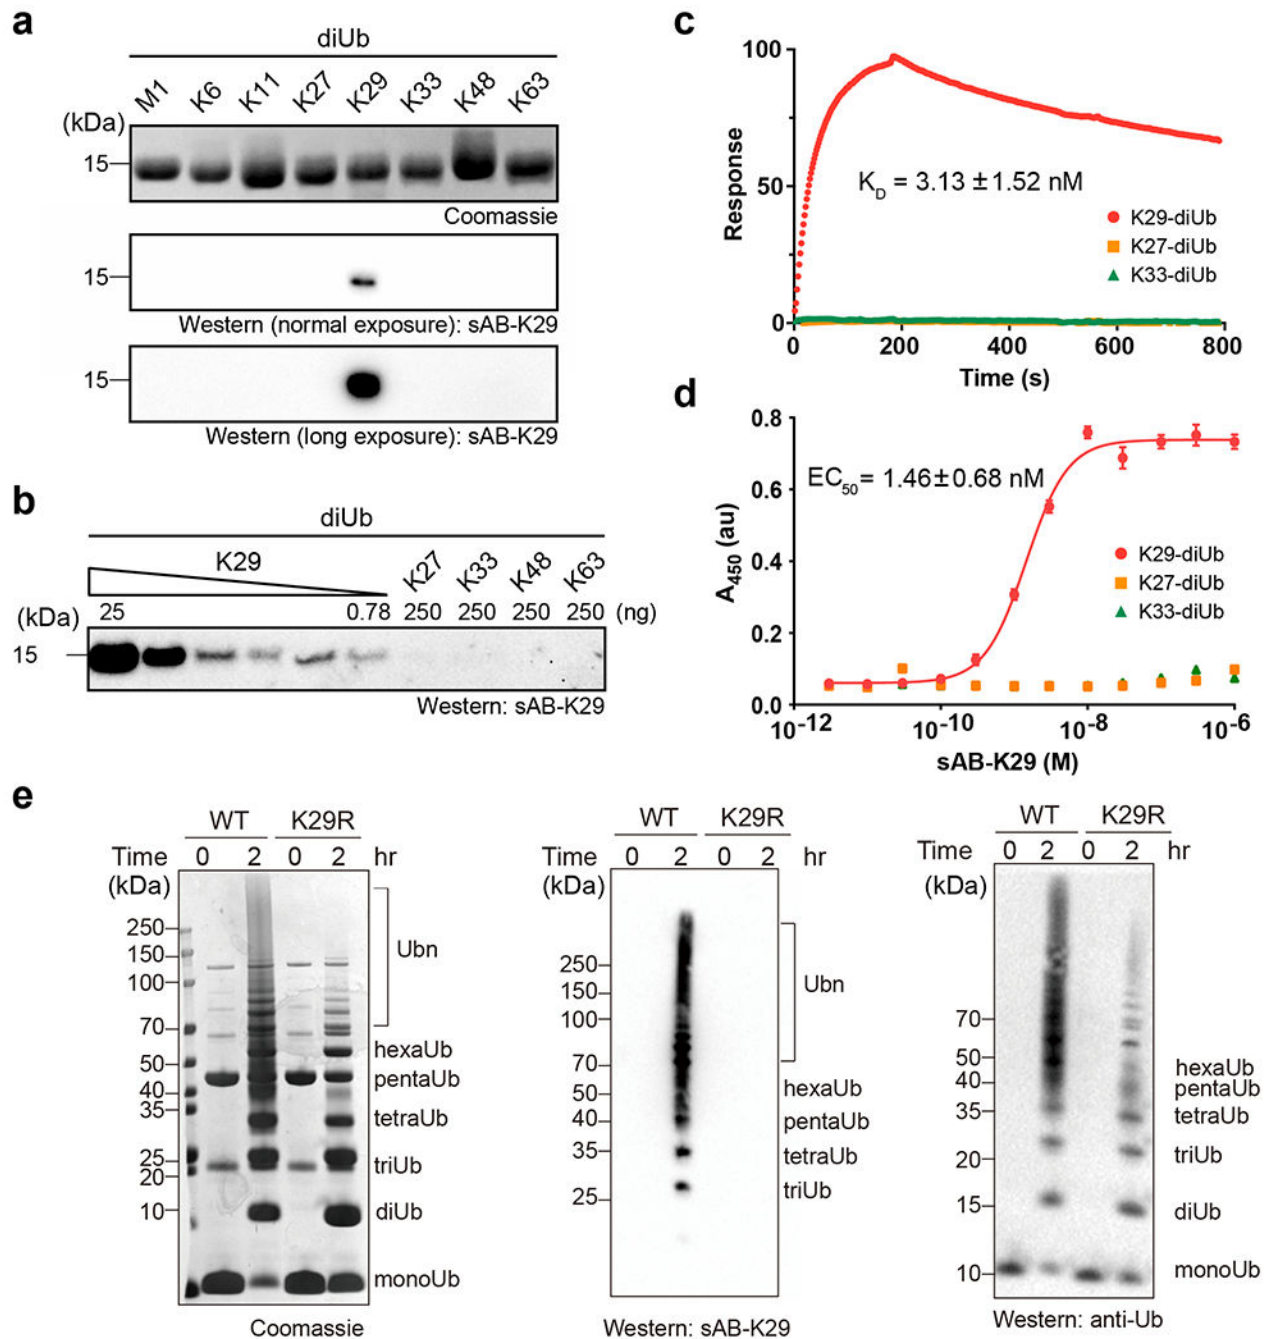 a
diUb
M1 K6 K11 K27 K29 K33 K48 K63
(kDa)
15
Coomassie
15
Western (normal exposure): sAB-K29
15
Western (long exposure): sAB-K29
b
diUb
K29 K27 K33 K48 K63
(kDa) 25 0.78 250 250 250 250 (ng)
15
Western: sAB-K29
c
100
50
0
Response
K_D = 3.13 ± 1.52 nM
K29-diUb
K27-diUb
K33-diUb
0 200 400 600 800
Time (s)
d
0.8
0.6
0.4
0.2
0.0
A450 (au)
EC50 = 1.46±0.68 nM
K29-diUb
K27-diUb
K33-diUb
10-12 10-10 10-8 10-6
sAB-K29 (M)
e
WT K29R
Time 0 2 0 2 hr
(kDa)
250
150
100
70
50
40
35
25
20
10
Ubn
hexaUb
pentaUb
tetraUb
triUb
diUb
monoUb
Coomassie
WT K29R
Time 0 2 0 2 hr
(kDa)
250
150
100
70
50
40
35
25
Ubn
hexaUb
pentaUb
tetraUb
triUb
Western: sAB-K29
WT K29R
Time 0 2 0 2 hr
(kDa)
70
50
40
35
20
15
10
hexaUb
pentaUb
tetraUb
triUb
diUb
monoUb
Western: anti-Ub